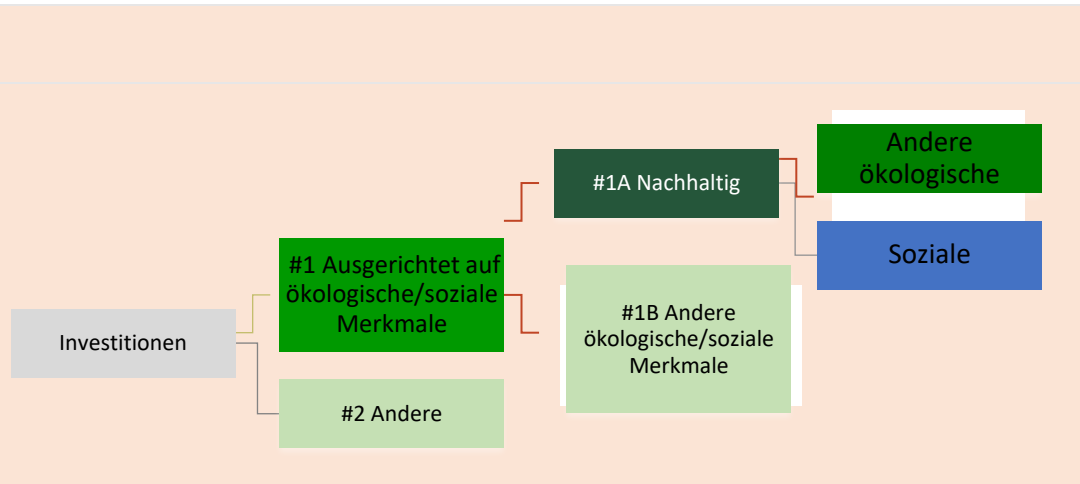 Investitionen
#1 Ausgerichtet auf
ökologische/soziale
Merkmale
#2 Andere
#1A Nachhaltig
#1B Andere
ökologische/soziale
Merkmale
Andere
ökologische
Soziale